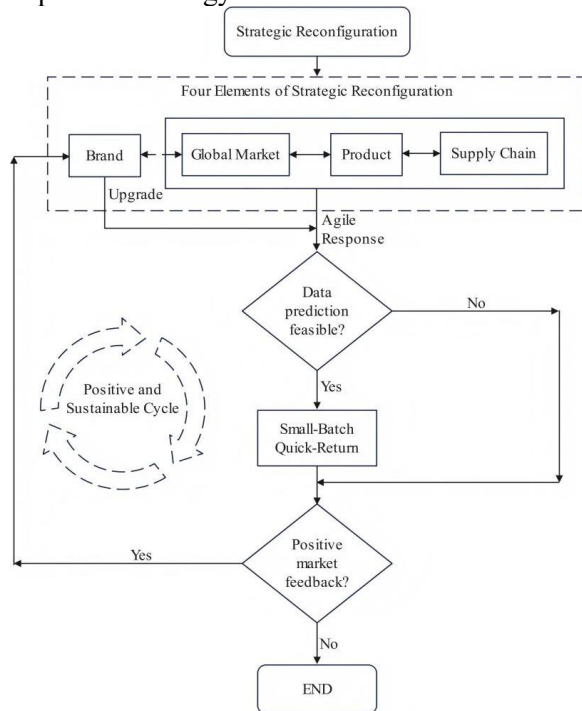 Strategic Reconfiguration
Four Elements of Strategic Reconfiguration
Brand
Global Market
Product
Supply Chain
Upgrade
Agile
Response
Data
prediction
feasible?
No
Yes
Positive and
Sustainable Cycle
Small-Batch
Quick-Return
Positive
market
feedback?
Yes
No
END